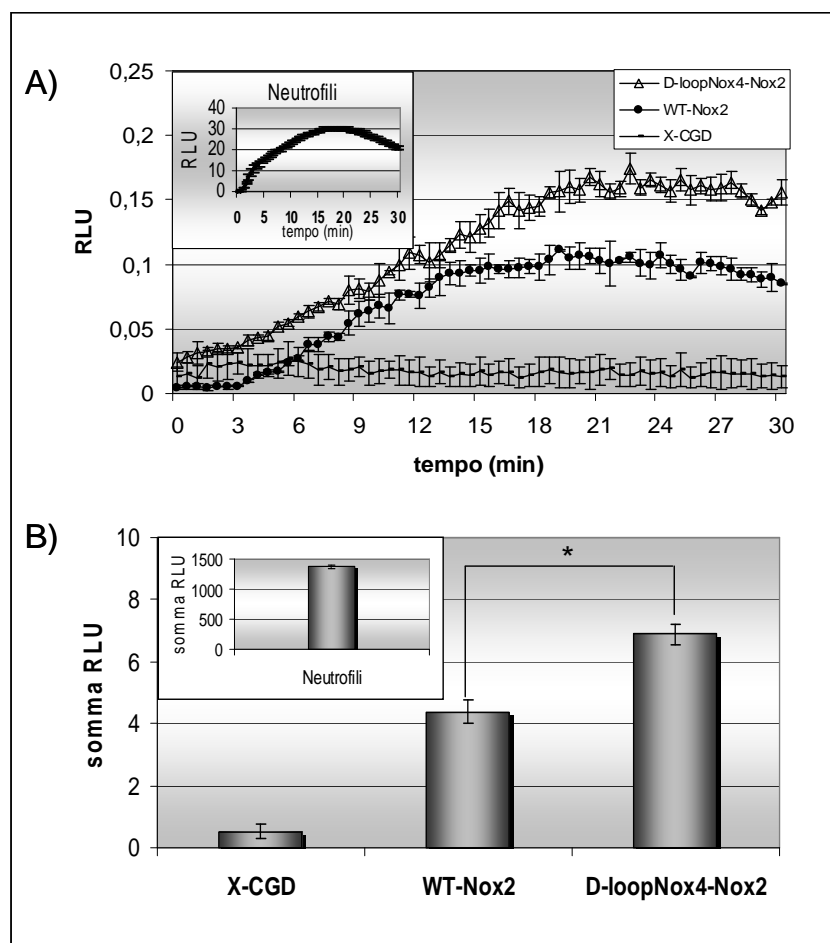 A)
0,25
0,2
0,15
0,1
0,05
0
RLU
0 3 6 9 12 15 18 21 24 27 30
tempo (min)
D-loopNox4-Nox2
WT-Nox2
X-CGD
Neutrofili
40
30
20
10
0
RLU
0 5 10 15 20 25 30
tempo (min)
B)
10
8
6
4
2
0
somma RLU
*
X-CGD WT-Nox2 D-loopNox4-Nox2
1500
1000
500
0
somma RLU
Neutrofili